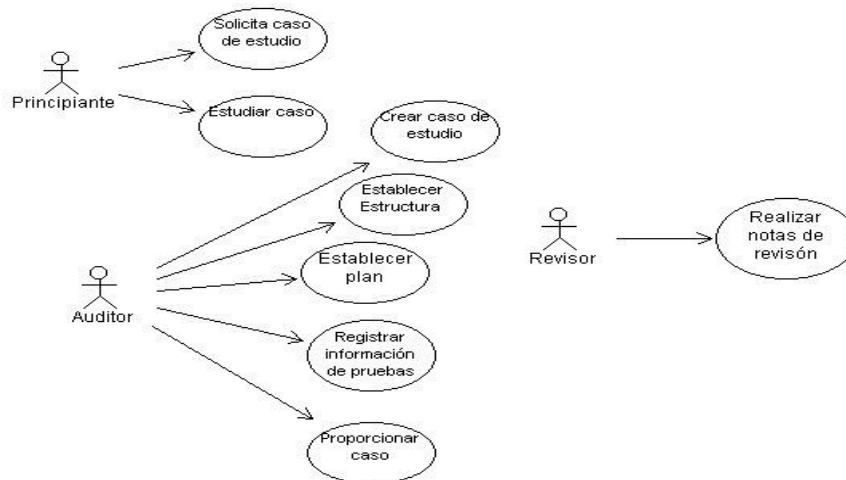 Solicita caso
de estudio
Principiante
Estudiar caso
Crear caso de
estudio
Establecer
Estructura
Establecer
plan
Auditor
Registrar
información
de pruebas
Proporcionar
caso
Revisor
Realizar
notas de
revisón